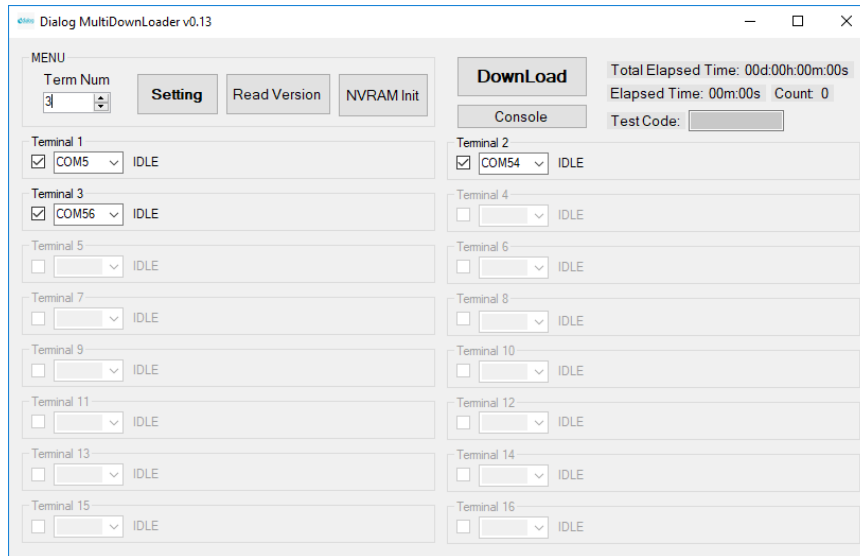 Dialog MultiDownLoader v0.13
MENU
Term Num
3
Setting
Read Version
NVRAM Init
DownLoad
Console
Total Elapsed Time: 00d:00h:00m:00s
Elapsed Time: 00m:00s Count: 0
Test Code:
Terminal 1
COM5 IDLE
Terminal 2
COM54 IDLE
Terminal 3
COM56 IDLE
Terminal 4
IDLE
Terminal 5
IDLE
Terminal 6
IDLE
Terminal 7
IDLE
Terminal 8
IDLE
Terminal 9
IDLE
Terminal 10
IDLE
Terminal 11
IDLE
Terminal 12
IDLE
Terminal 13
IDLE
Terminal 14
IDLE
Terminal 15
IDLE
Terminal 16
IDLE